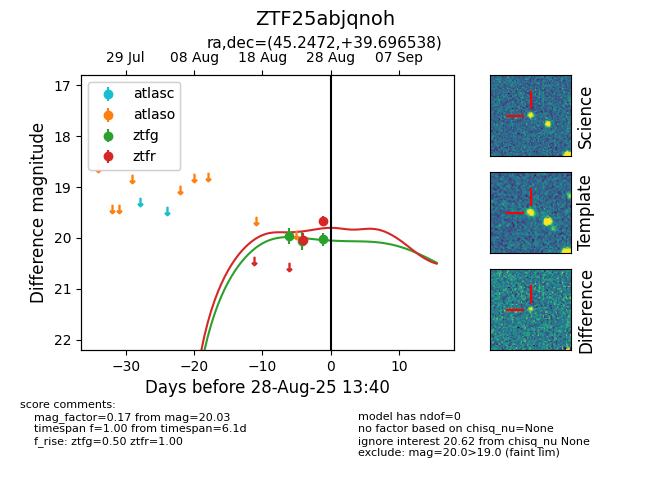 ZTF25abjqnoh
ra,dec=(45.2472,+39.696538)
29 Jul 08 Aug 18 Aug 28 Aug 07 Sep
17
18
19
20
21
22
Difference magnitude
atlasc
atlaso
ztfg
ztfr
−30 −20 −10 0 10
Days before 28-Aug-25 13:40
Science
Template
Difference
score comments:
mag_factor=0.17 from mag=20.03
timespan f=1.00 from timespan=6.1d
f_rise: ztfg=0.50 ztfr=1.00
model has ndof=0
no factor based on chisq_nu=None
ignore interest 20.62 from chisq_nu None
exclude: mag=20.0>19.0 (faint lim)